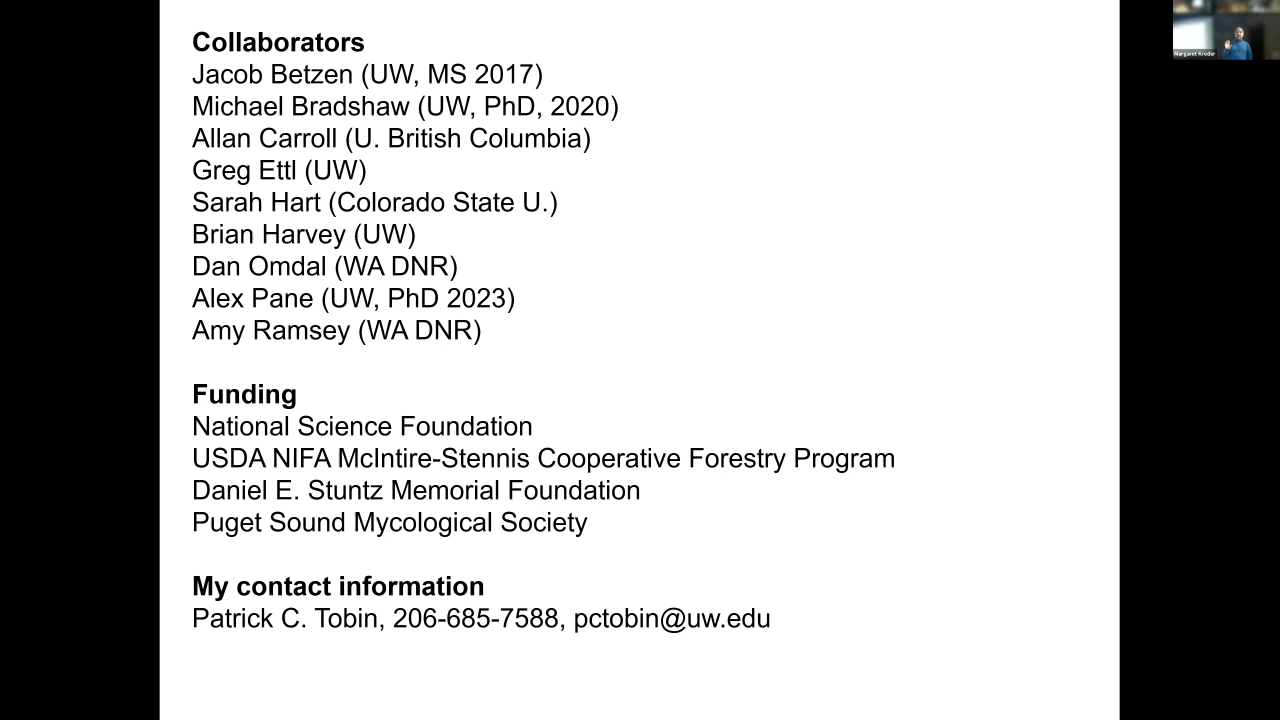 Collaborators
Jacob Betzen (UW, MS 2017)
Michael Bradshaw (UW, PhD, 2020)
Allan Carroll (U. British Columbia)
Greg Ettl (UW)
Sarah Hart (Colorado State U.)
Brian Harvey (UW)
Dan Omdal (WA DNR)
Alex Pane (UW, PhD 2023)
Amy Ramsey (WA DNR)
Funding
National Science Foundation
USDA NIFA McIntire-Stennis Cooperative Forestry Program
Daniel E. Stuntz Memorial Foundation
Puget Sound Mycological Society
My contact information
Patrick C. Tobin, 206-685-7588, pctobin@uw.edu
Margaret Kreder